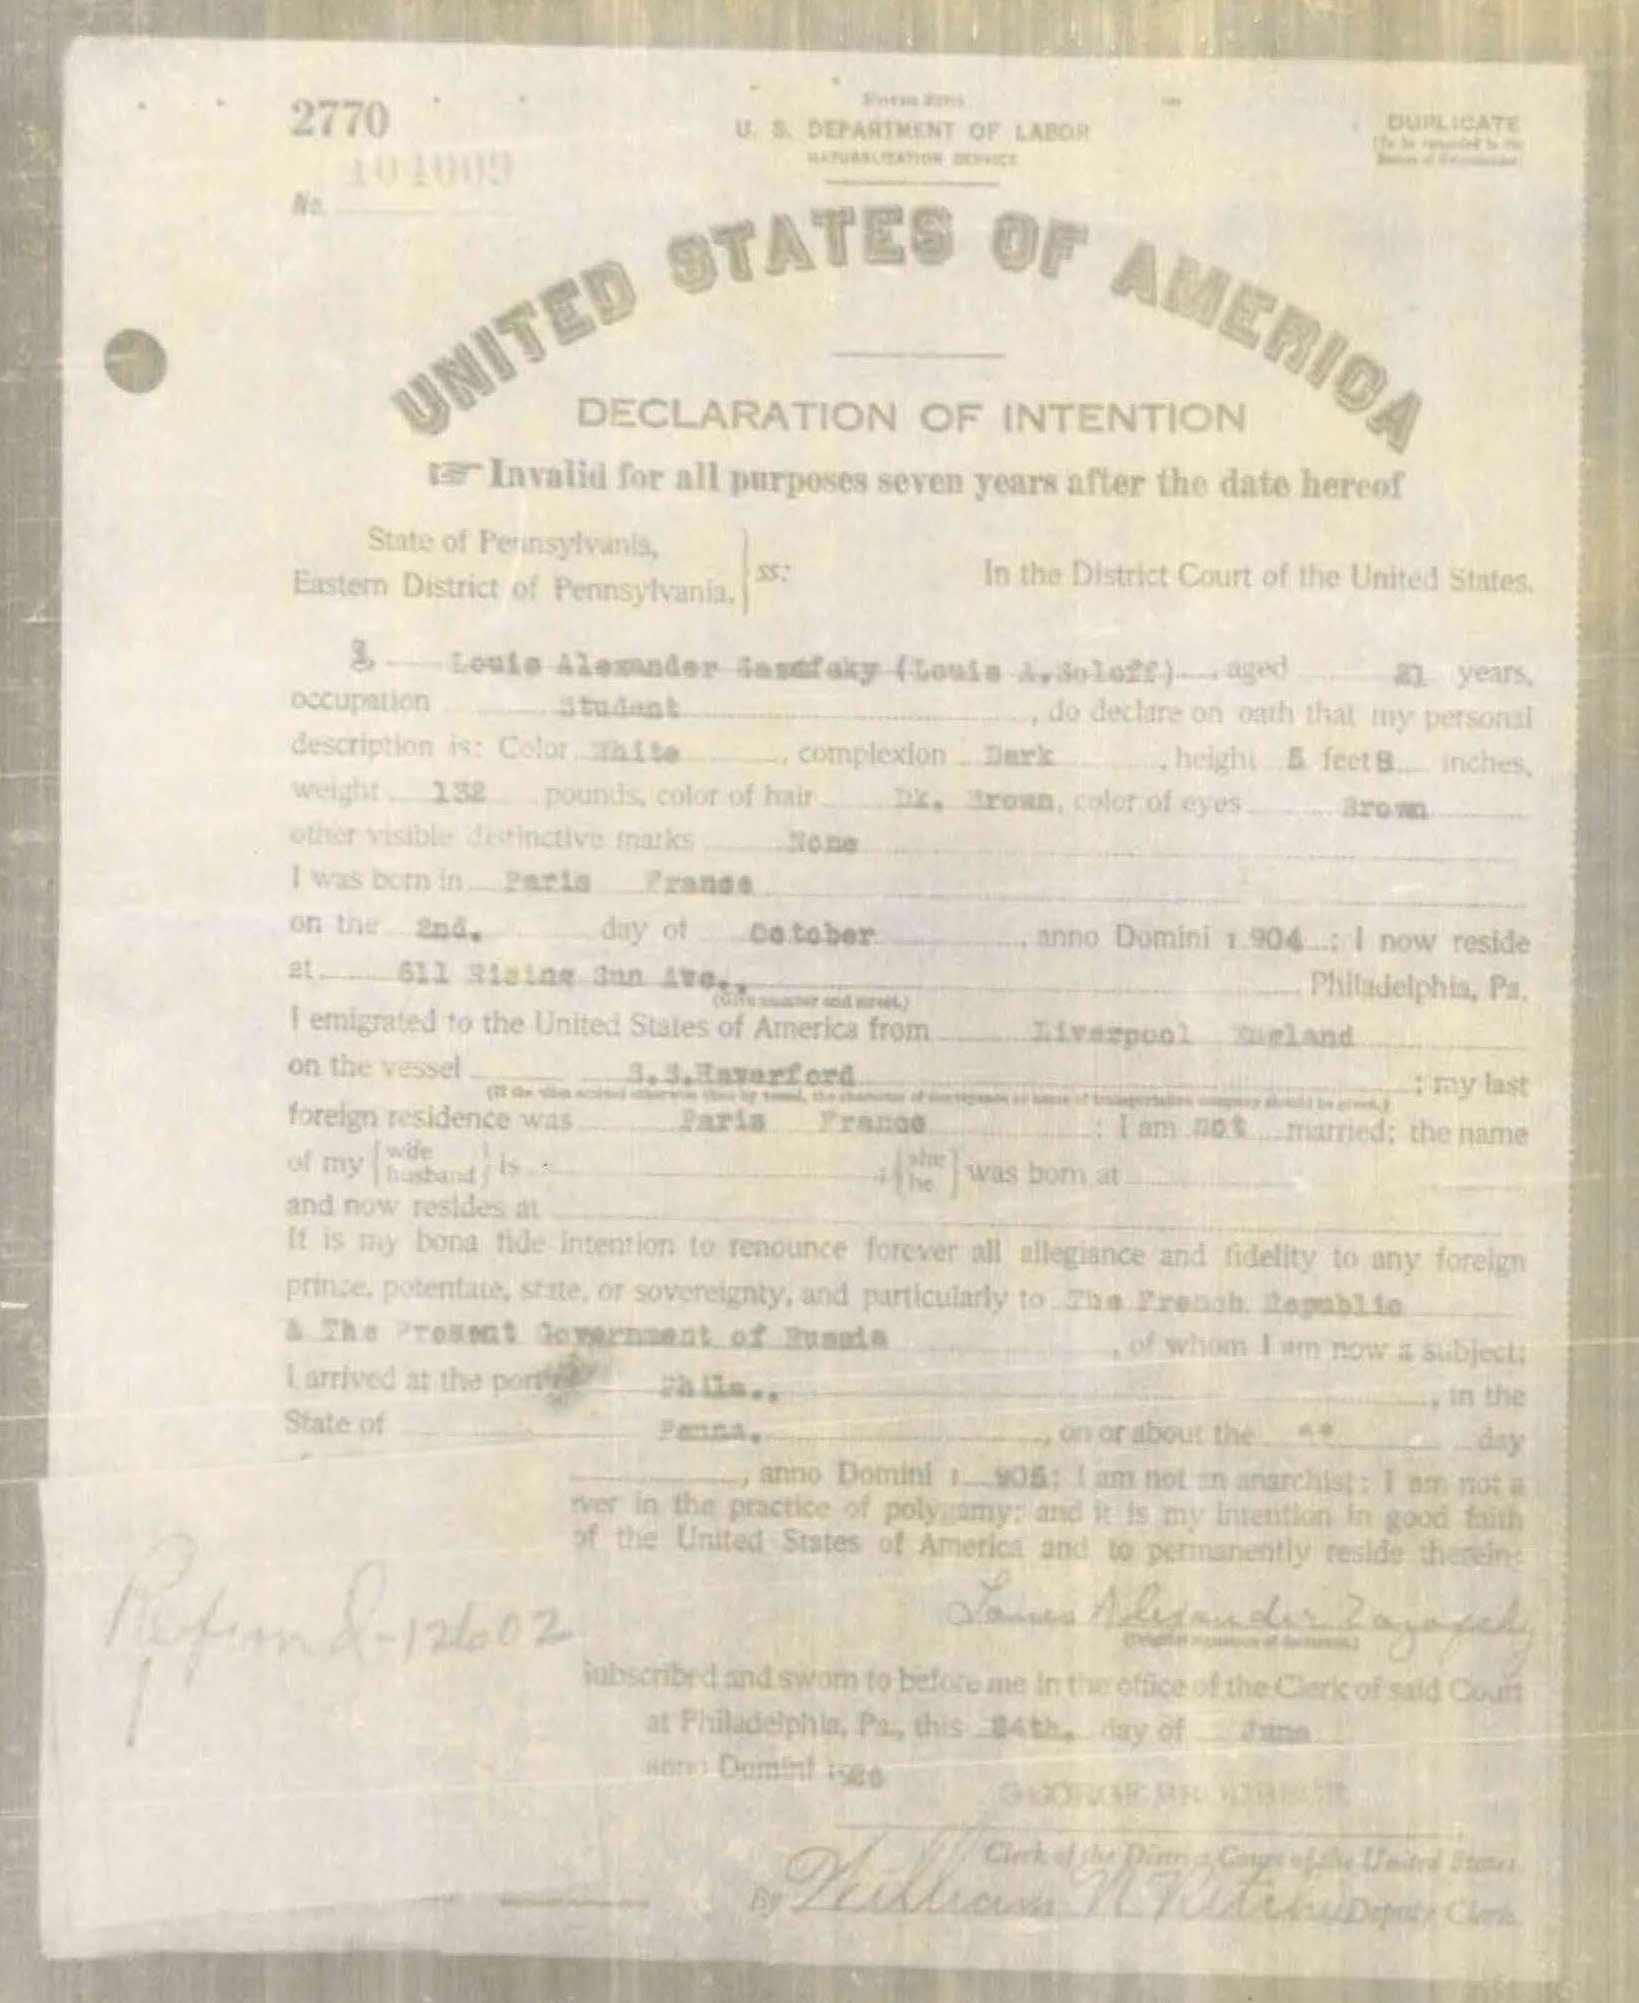 2770
Form 2203
U. S. DEPARTMENT OF LABOR
NATURALIZATION SERVICE
DUPLICATE
104009
No.
UNITED STATES OF AMERICA
DECLARATION OF INTENTION
☞ Invalid for all purposes seven years after the date hereof
State of Pennsylvania,
Eastern District of Pennsylvania, ss:
In the District Court of the United States.
I, Louis Alexander (Louis A. Soloff), aged 21 years,
occupation Student, do declare on oath that my personal
description is: Color White, complexion Dark, height 5 feet 8 inches,
weight 132 pounds, color of hair Dk. Brown, color of eyes Brown
other visible distinctive marks None
I was born in Paris France
on the 2nd. day of October, anno Domini 1 904; I now reside
at 611 Rising Sun Ave., Philadelphia, Pa.
(Give number and street.)
I emigrated to the United States of America from Liverpool England
on the vessel S.S.Haverford; my last
(If the alien arrived otherwise than by vessel, the character of conveyance or name of transportation company should be given.)
foreign residence was Paris France; I am not married; the name
of my wife husband is; she he was born at
and now resides at
It is my bona fide intention to renounce forever all allegiance and fidelity to any foreign
prince, potentate, state, or sovereignty, and particularly to The French Republic
& The Present Government of Russia, of whom I am now a subject;
I arrived at the port of Phila., in the
State of Penna., on or about the ** day
, anno Domini 1 905; I am not an anarchist; I am not a
ver in the practice of polygamy; and it is my intention in good faith
of the United States of America and to permanently reside therein:
Louis Alexander Zazofsky
(Original signature of declarant.)
-12602
Subscribed and sworn to before me in the office of the Clerk of said Court
at Philadelphia, Pa., this 24th. day of June
anno Domini 1926
GEORGE
Clerk of the District Court of the United States.
By William N Deputy Clerk.